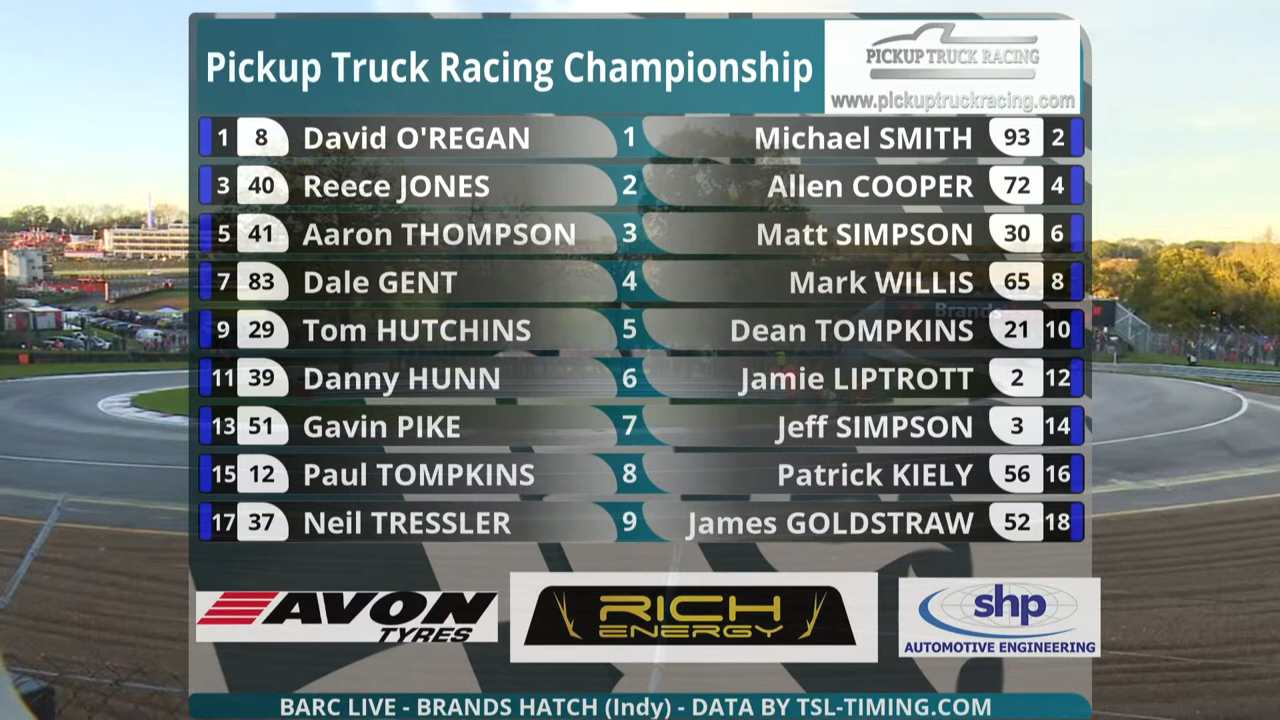 Pickup Truck Racing Championship
PICKUP TRUCK RACING
www.pickuptruckracing.com
1 8 David O'REGAN 1 Michael SMITH 93 2
3 40 Reece JONES 2 Allen COOPER 72 4
5 41 Aaron THOMPSON 3 Matt SIMPSON 30 6
7 83 Dale GENT 4 Mark WILLIS 65 8
Brands
9 29 Tom HUTCHINS 5 Dean TOMPKINS 21 10
11 39 Danny HUNN 6 Jamie LIPTROTT 2 12
13 51 Gavin PIKE 7 Jeff SIMPSON 3 14
15 12 Paul TOMPKINS 8 Patrick KIELY 56 16
17 37 Neil TRESSLER 9 James GOLDSTRAW 52 18
AVON
TYRES
RICH
ENERGY
shp
AUTOMOTIVE ENGINEERING
BARC LIVE - BRANDS HATCH (Indy) - DATA BY TSL-TIMING.COM